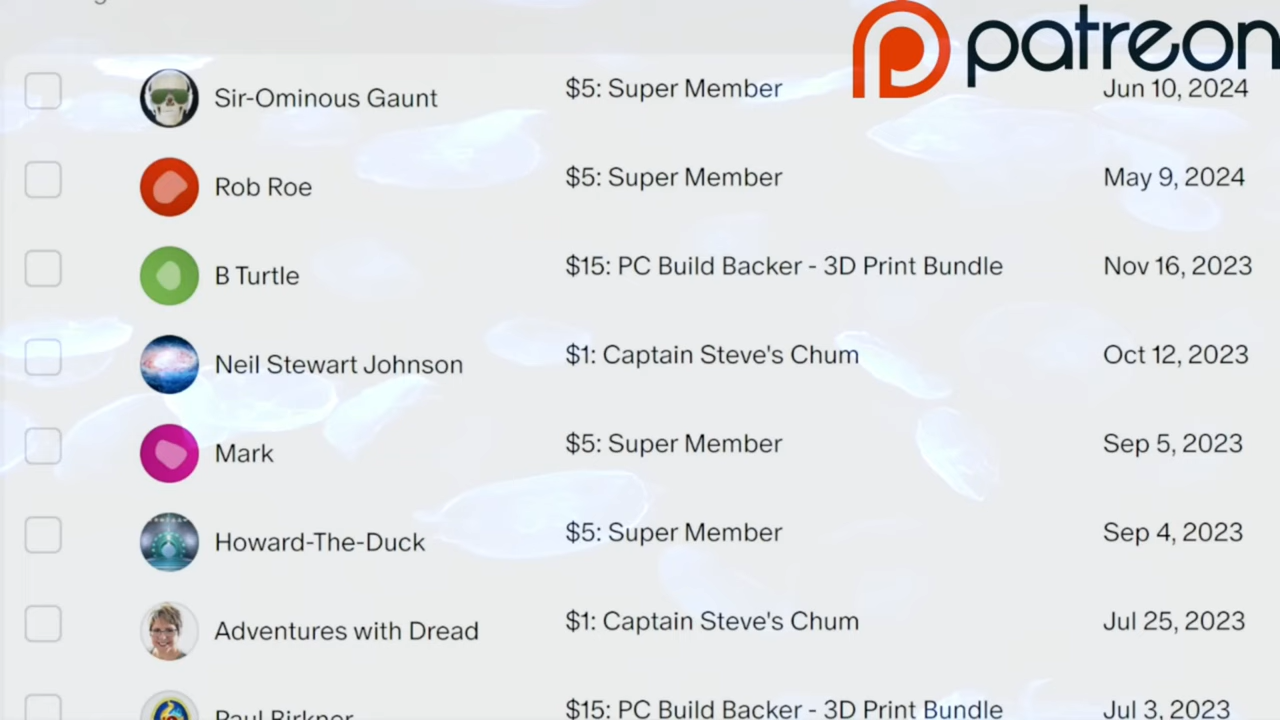 patreon
Sir-Ominous Gaunt $5: Super Member Jun 10, 2024
Rob Roe $5: Super Member May 9, 2024
B Turtle $15: PC Build Backer - 3D Print Bundle Nov 16, 2023
Neil Stewart Johnson $1: Captain Steve's Chum Oct 12, 2023
Mark $5: Super Member Sep 5, 2023
Howard-The-Duck $5: Super Member Sep 4, 2023
Adventures with Dread $1: Captain Steve's Chum Jul 25, 2023
Paul Birkner $15: PC Build Backer - 3D Print Bundle Jul 3, 2023